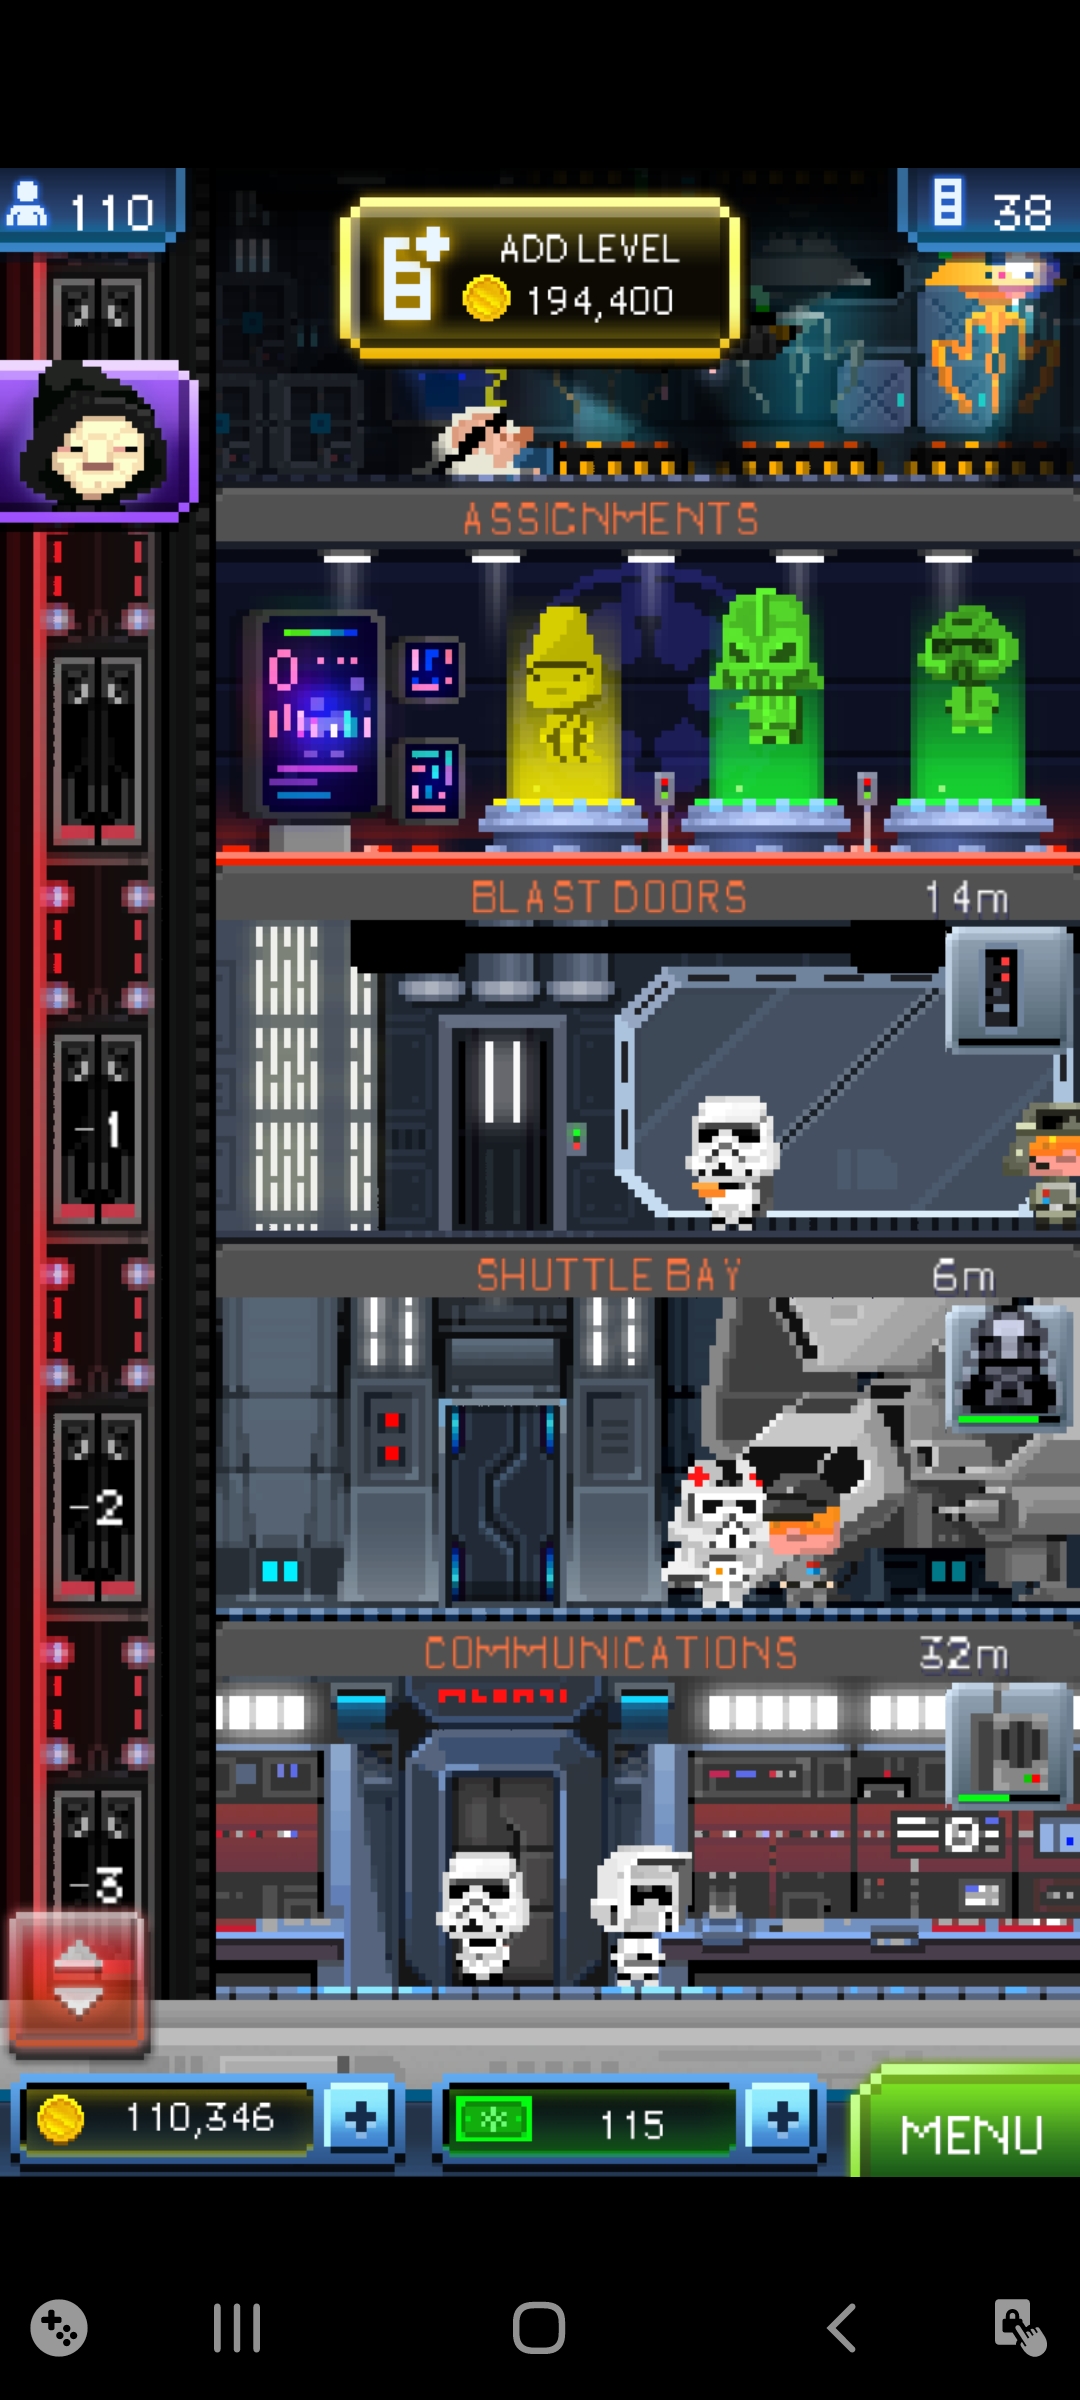 110
ADD LEVEL
194,400
38
Z
ASSIGNMENTS
BLAST DOORS 14m
-1
SHUTTLE BAY 6m
-2
COMMUNICATIONS 32m
-3
110,346
115
MENU